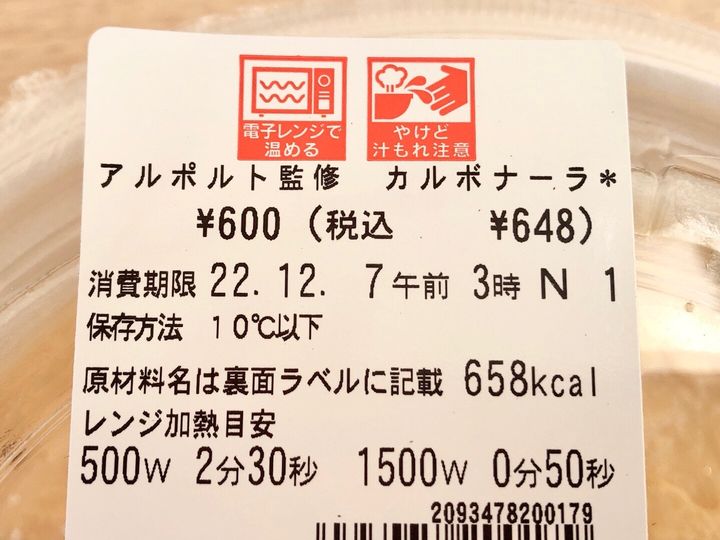 電子レンジで
温める
やけど
汁もれ注意
アルポルト監修 カルボナーラ*
¥600 (税込 ¥648)
消費期限 22.12. 7午前 3時 N 1
保存方法 10℃以下
原材料名は裏面ラベルに記載 658kcal
レンジ加熱目安
500W 2分30秒 1500W 0分50秒
2093478200179